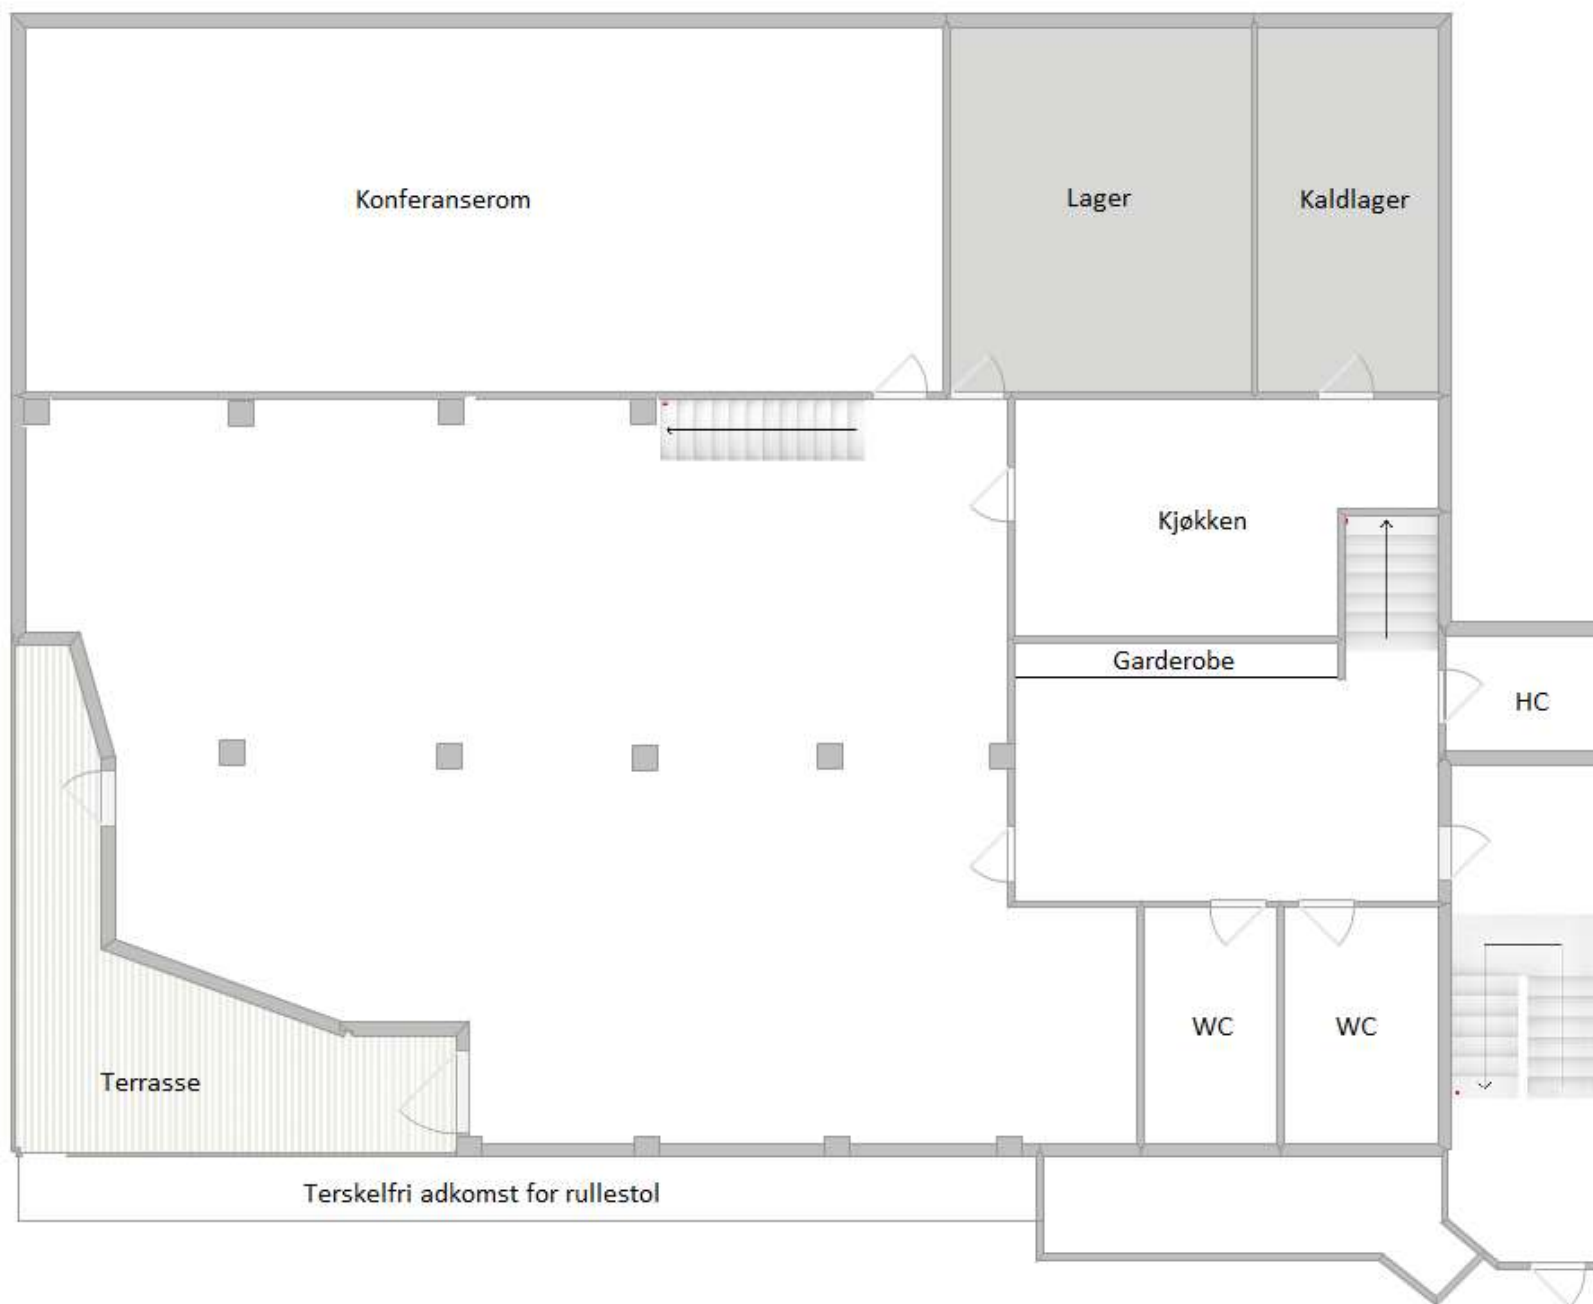 Konferanserom
Lager
Kaldlager
Kjøkken
Garderobe
HC
WC
WC
Terrasse
Terskelfri adkomst for rullestol